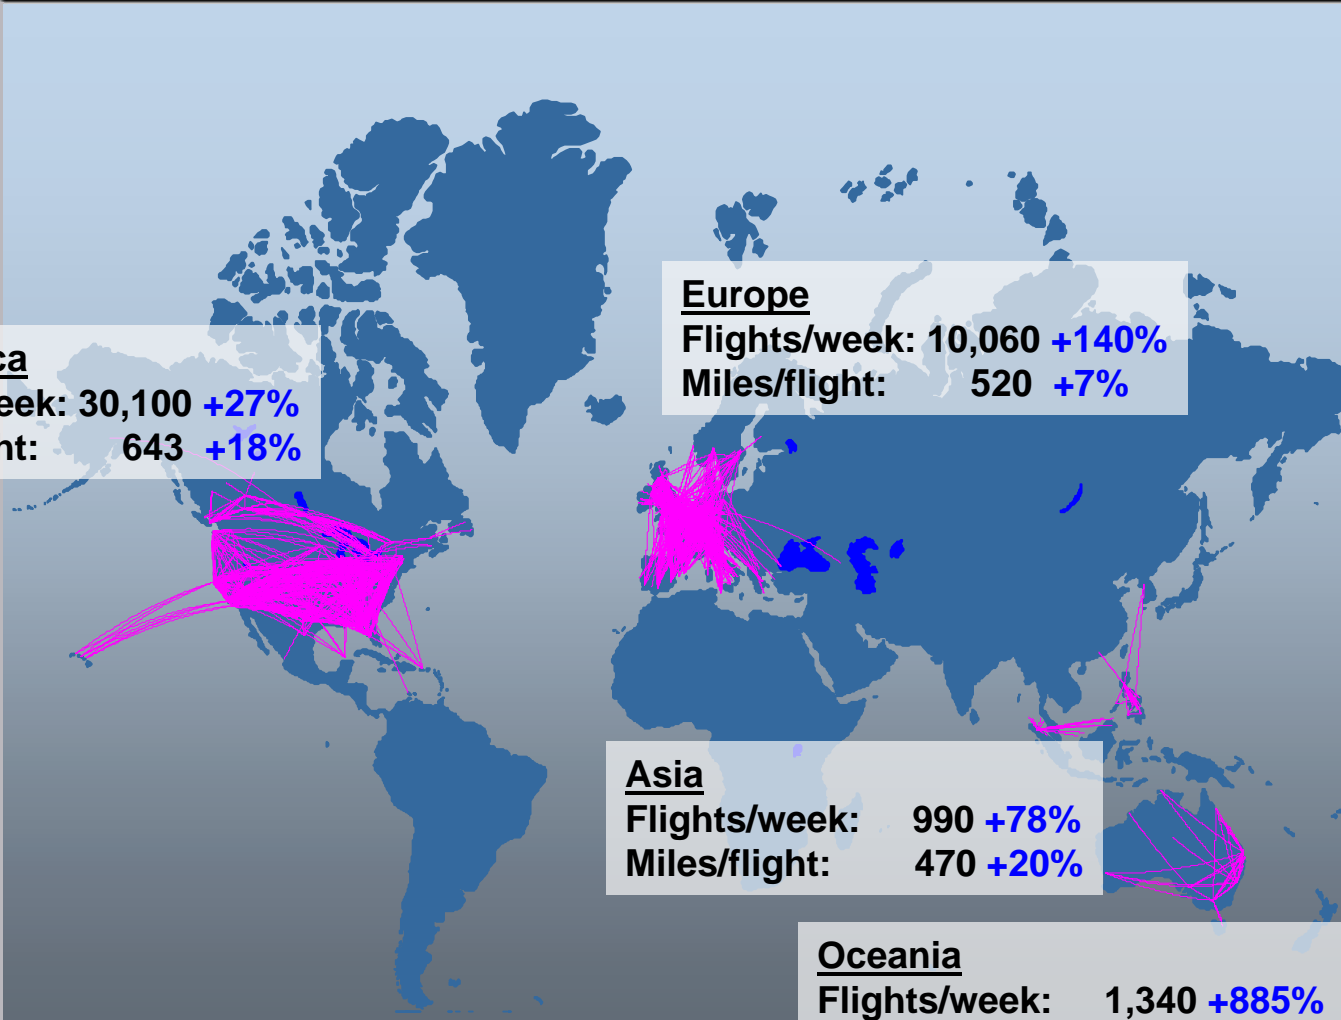 Europe
Flights/week: 10,060 +140%
Miles/flight: 520 +7%
ca
eek: 30,100 +27%
ht: 643 +18%
Asia
Flights/week: 990 +78%
Miles/flight: 470 +20%
Oceania
Flights/week: 1,340 +885%